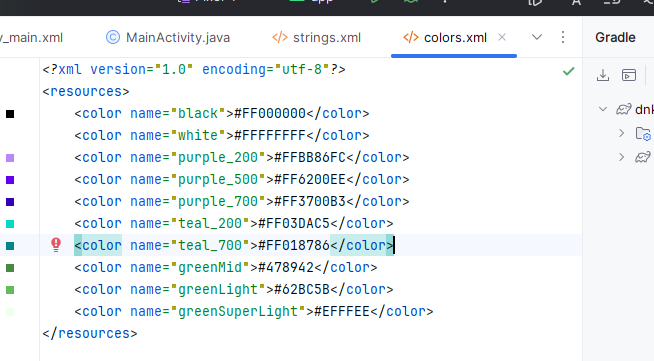 y_main.xml MainActivity.java strings.xml colors.xml Gradle
<?xml version="1.0" encoding="utf-8"?>
<resources>
    <color name="black">#FF000000</color>
    <color name="white">#FFFFFFFF</color>
    <color name="purple_200">#FFBB86FC</color>
    <color name="purple_500">#FF6200EE</color>
    <color name="purple_700">#FF3700B3</color>
    <color name="teal_200">#FF03DAC5</color>
    <color name="teal_700">#FF018786</color>
    <color name="greenMid">#478942</color>
    <color name="greenLight">#62BC5B</color>
    <color name="greenSuperLight">#EFFFEE</color>
</resources>